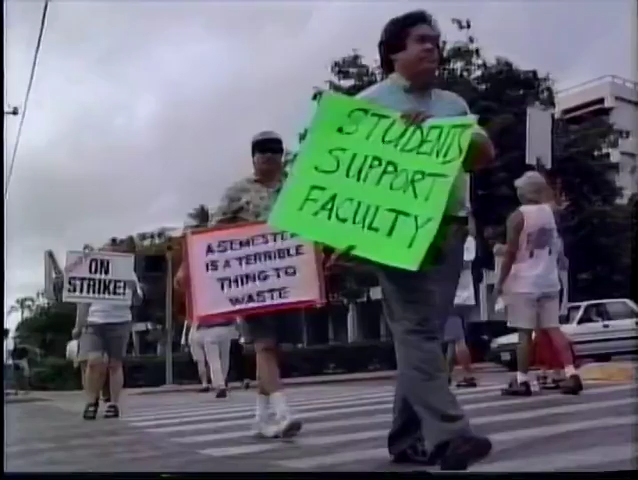 STUDENTS
SUPPORT
FACULTY
A SEMESTER
IS A TERRIBLE
THING TO
WASTE
ON
STRIKE!